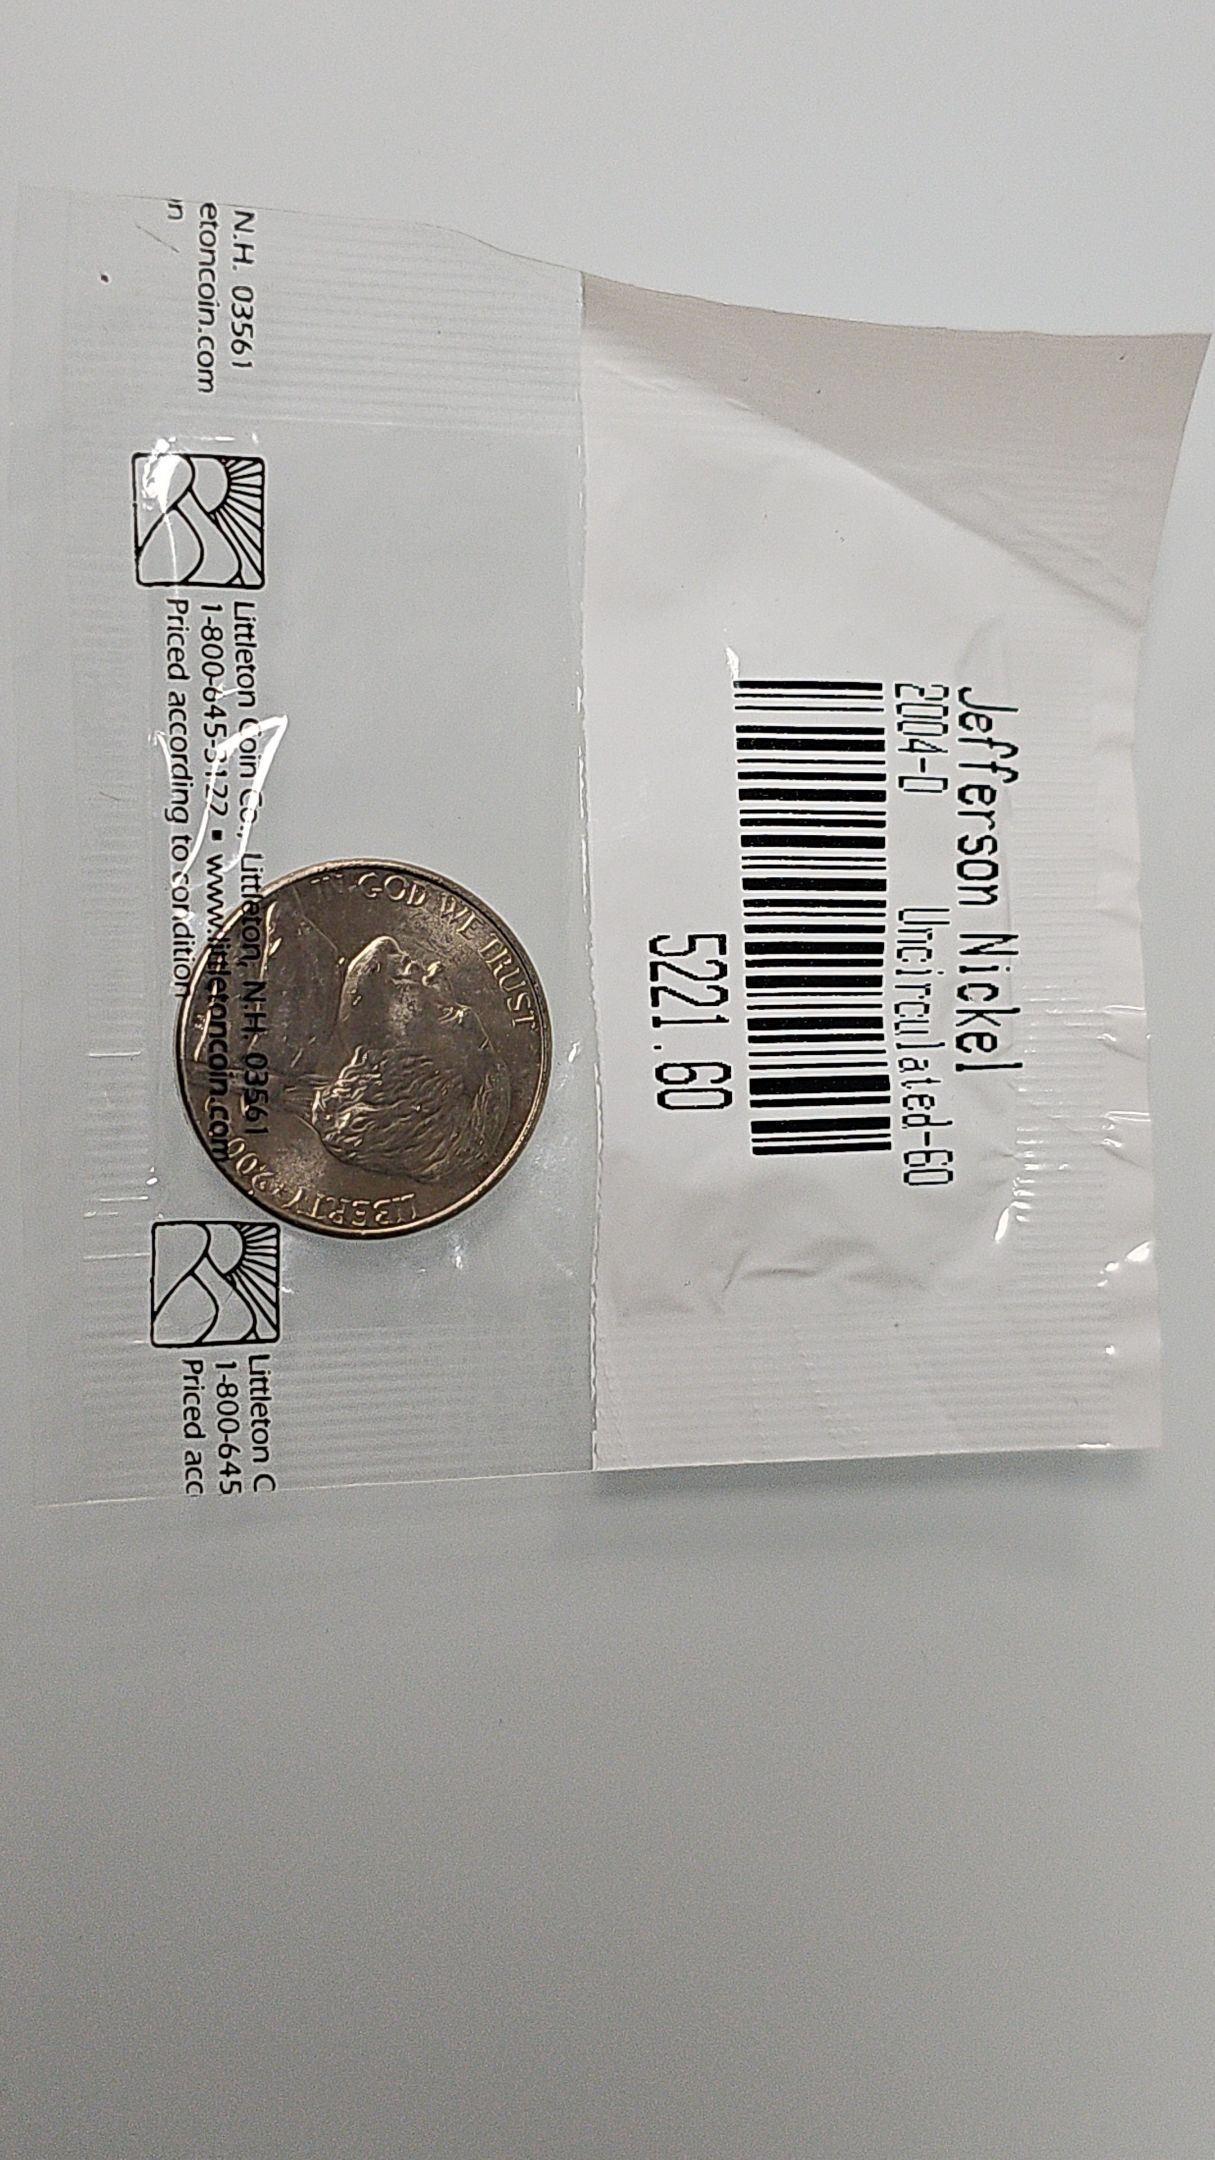 Jefferson Nickel
2004-D Uncirculated-60
5221.60
N.H. 03561
etoncoin.com
in
Littleton Coin Co., Littleton, N.H. 03561
1-800-645-3122 ▪ www.littletoncoin.com
Priced according to condition
Littleton C
1-800-645
Priced acc
IN GOD WE TRUST
LIBERTY